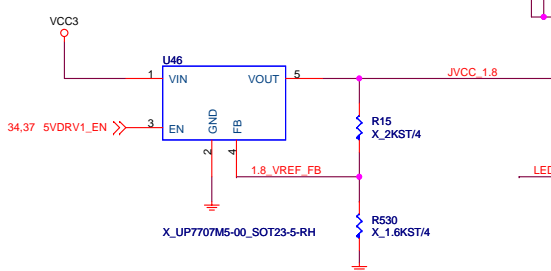 VCC3
U46
1
VIN
VOUT
5
JVCC_1.8
34,37 5VDRV1_EN
3
EN
GND
FB
R15
X_2KST/4
2
4
1.8_VREF_FB
LED
X_UP7707M5-00_SOT23-5-RH
R530
X_1.6KST/4